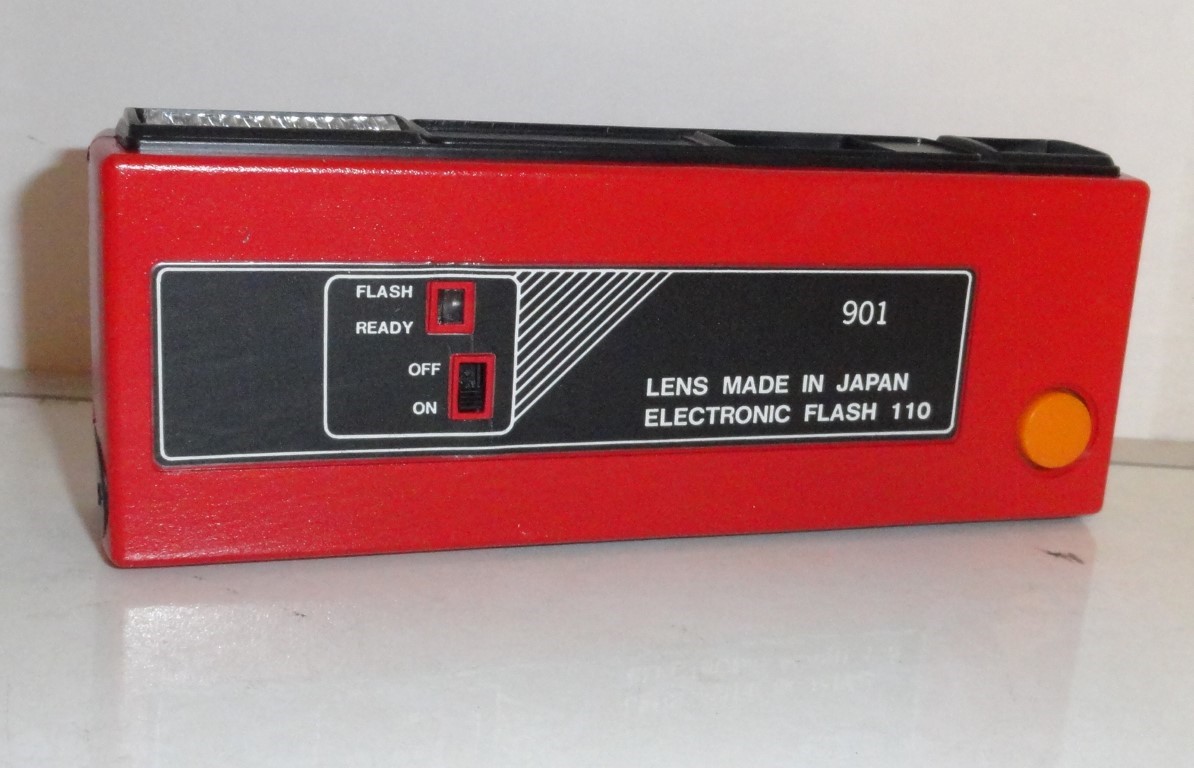 FLASH
READY
OFF
ON
901
LENS MADE IN JAPAN
ELECTRONIC FLASH 110